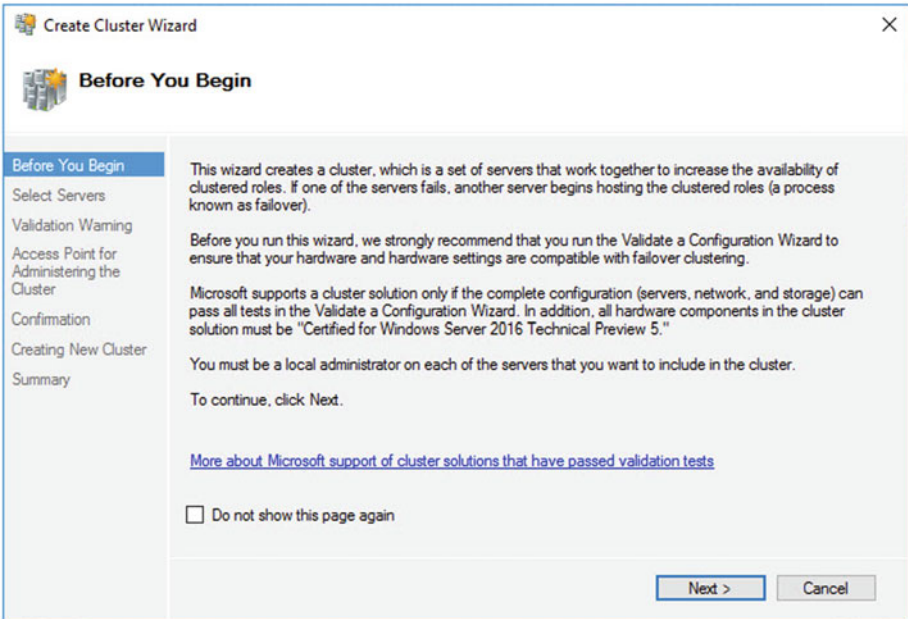 Create Cluster Wizard
Before You Begin
Before You Begin
Select Servers
Validation Warning
Access Point for
Administering the
Cluster
Confirmation
Creating New Cluster
Summary
This wizard creates a cluster, which is a set of servers that work together to increase the availability of
clustered roles. If one of the servers fails, another server begins hosting the clustered roles (a process
known as failover).
Before you run this wizard, we strongly recommend that you run the Validate a Configuration Wizard to
ensure that your hardware and hardware settings are compatible with failover clustering.
Microsoft supports a cluster solution only if the complete configuration (servers, network, and storage) can
pass all tests in the Validate a Configuration Wizard. In addition, all hardware components in the cluster
solution must be "Certified for Windows Server 2016 Technical Preview 5."
You must be a local administrator on each of the servers that you want to include in the cluster.
To continue, click Next.
More about Microsoft support of cluster solutions that have passed validation tests
Do not show this page again
Next >
Cancel